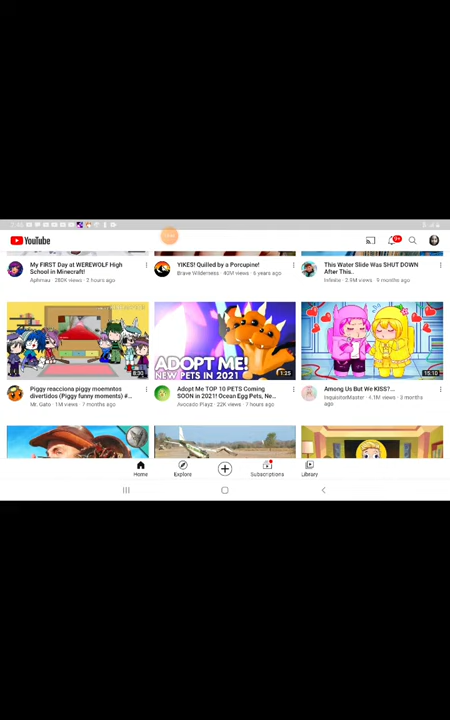 YouTube
9+
My FIRST Day at WEREWOLF High
School in Minecraft!
Aphmau · 280K views · 2 hours ago
YIKES! Quilled by a Porcupine!
Brave Wilderness · 40M views · 6 years ago
This Water Slide Was SHUT DOWN
After This..
Infinite · 2.9M views · 9 months ago
8:30
ADOPT ME!
NEW PETS IN 2021
1:25
15:10
Piggy reacciona piggy moemntos
divertidos (Piggy funny moments) #...
Mr. Gato · 1M views · 7 months ago
Adopt Me TOP 10 PETS Coming
SOON in 2021! Ocean Egg Pets, Ne...
Avocado Playz · 22K views · 7 hours ago
Among Us But We KISS?...
InquisitorMaster · 4.1M views · 3 months
ago
Home
Explore
Subscriptions
Library